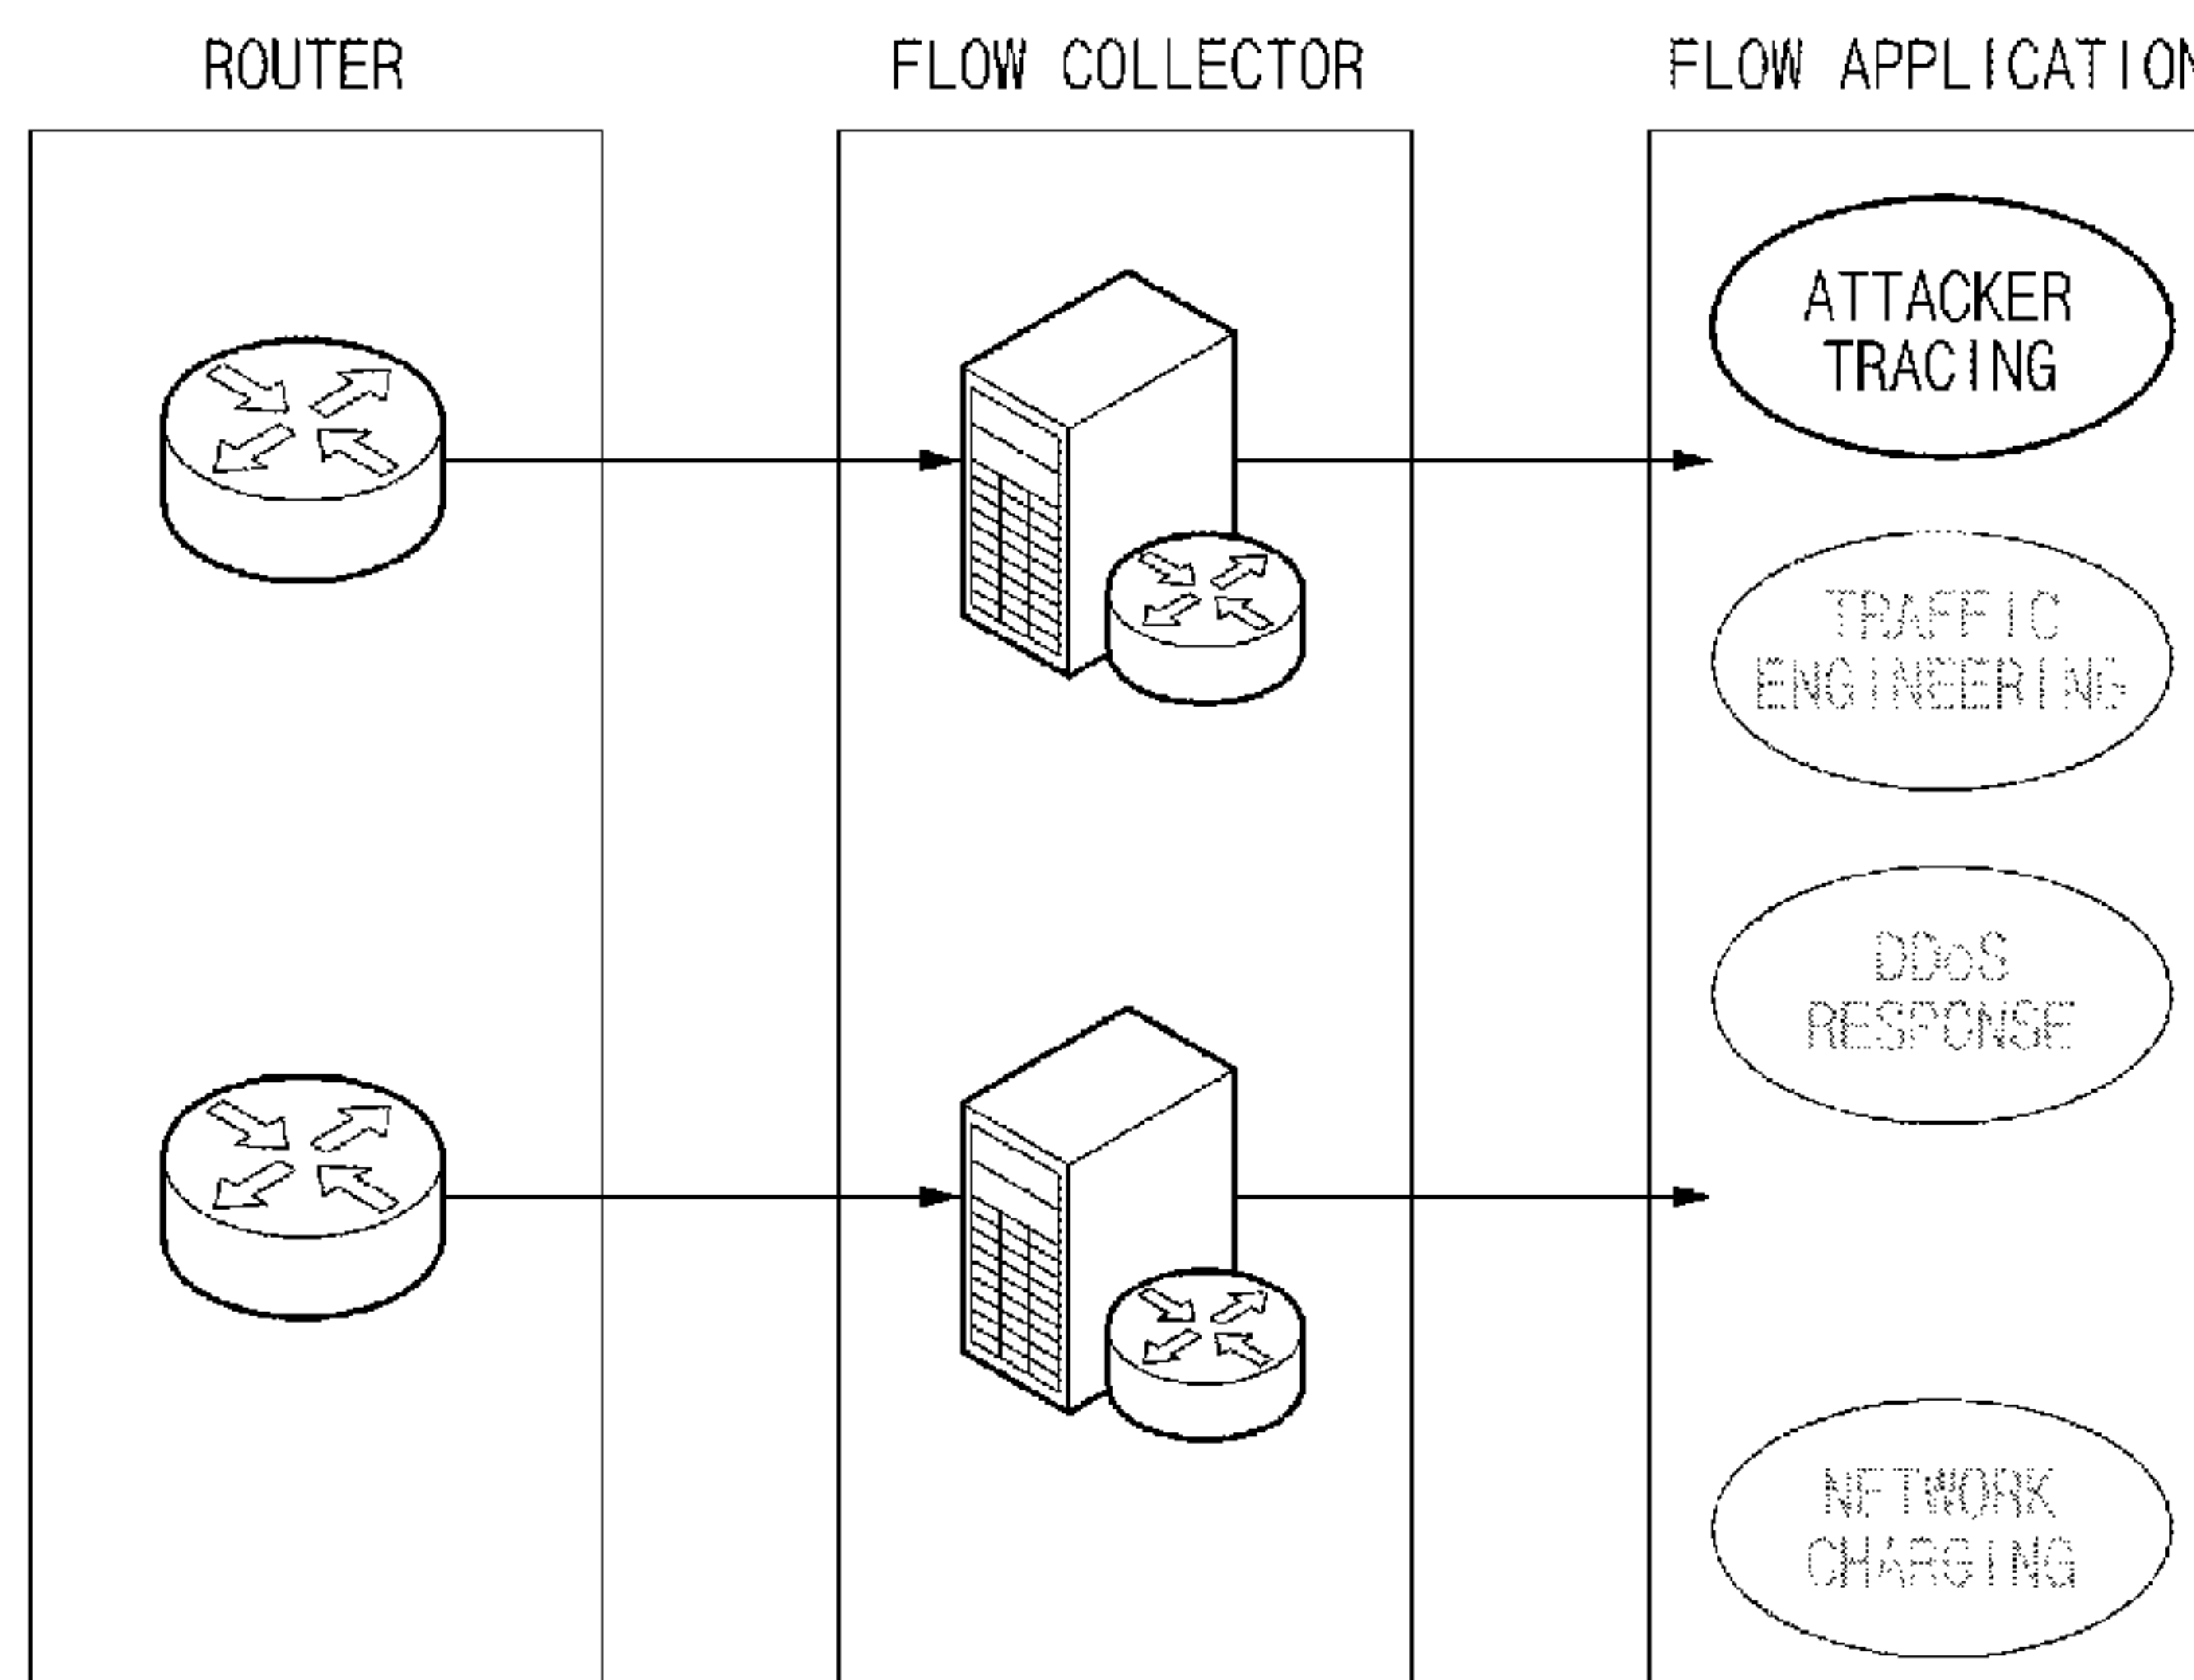 ROUTER
FLOW COLLECTOR
FLOW APPLICATION
ATTACKER
TRACING
TRAFFIC
ENGINEERING
DDoS
RESPONSE
NETWORK
CHARGING